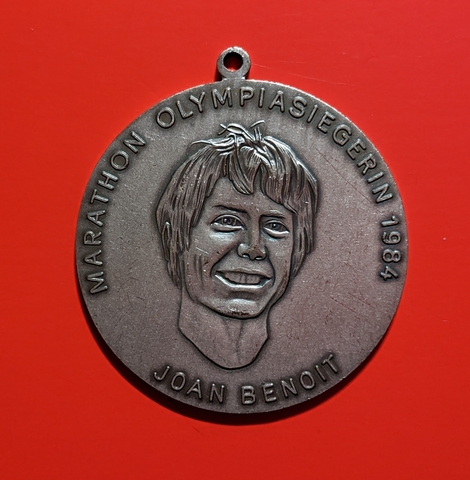 MARATHON OLYMPIASIEGERIN 1984
JOAN BENOIT